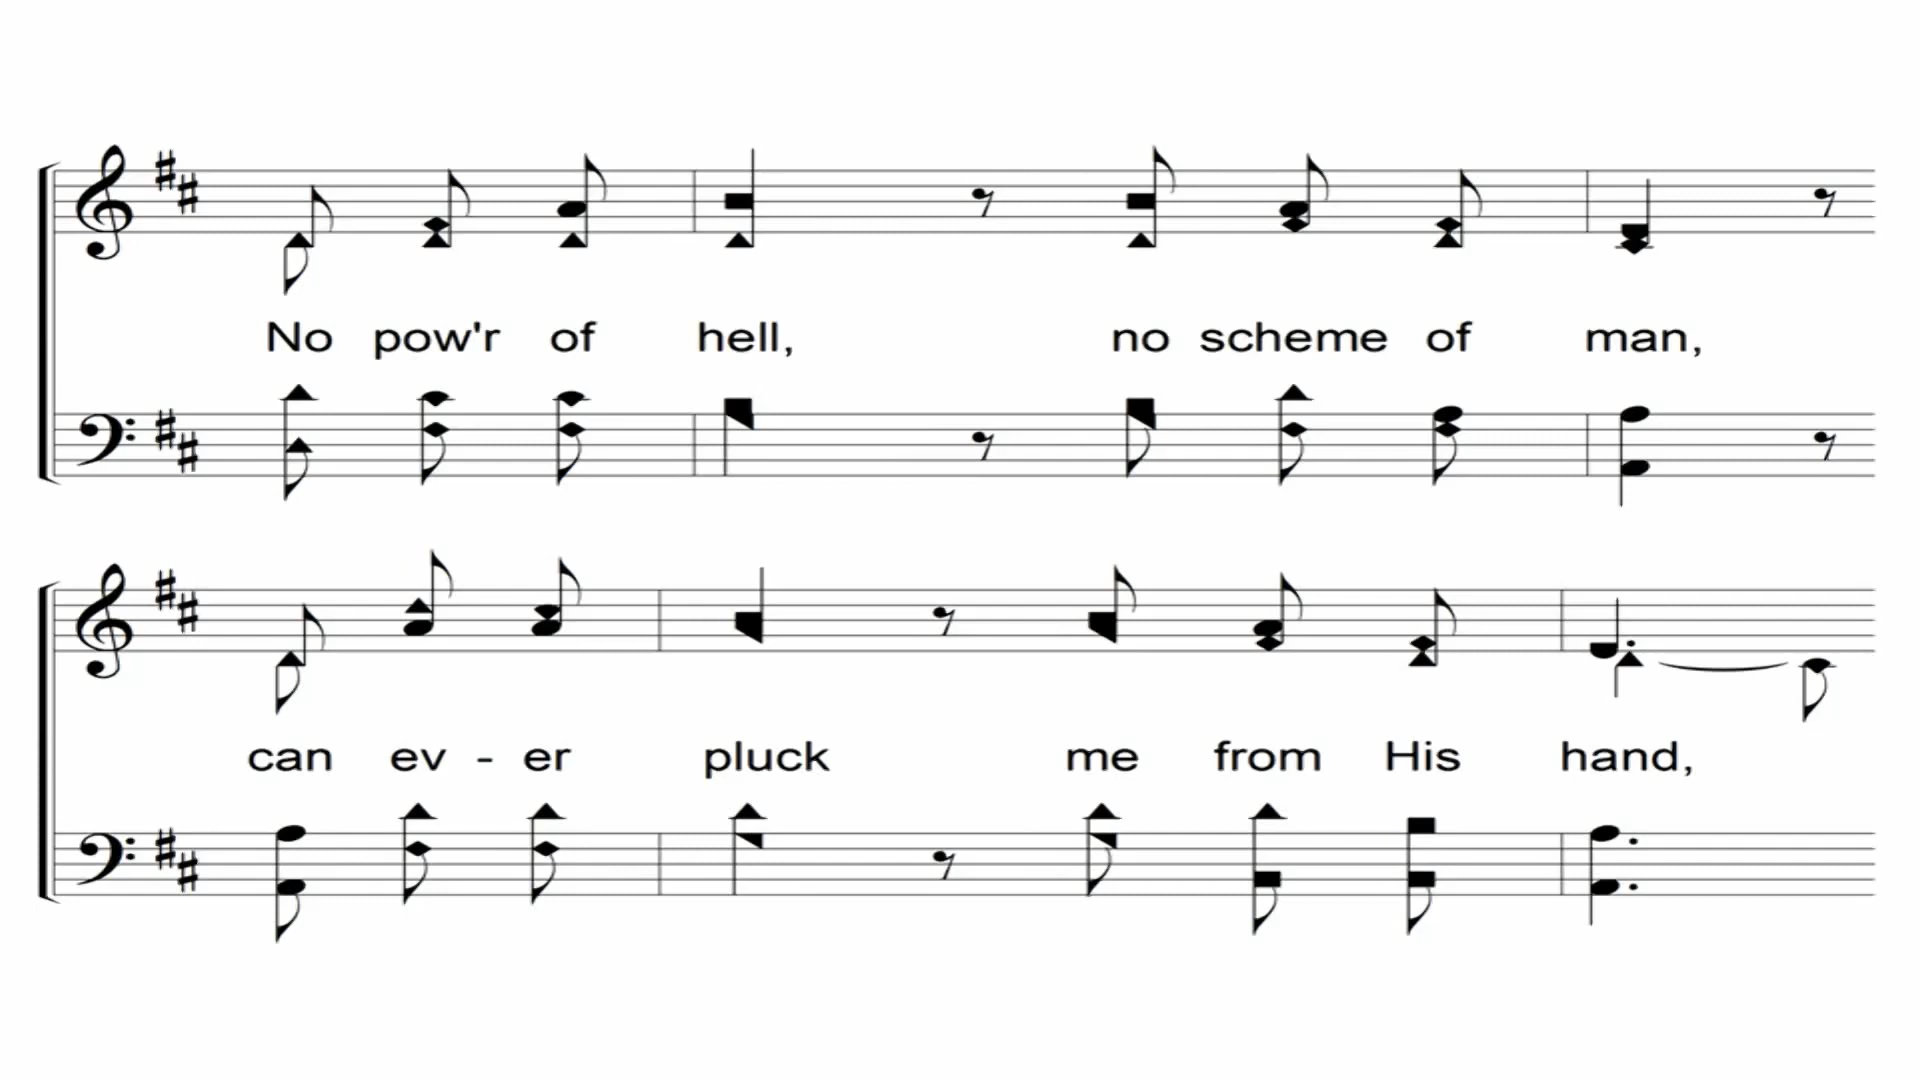 No pow'r of hell, no scheme of man,
can ev - er pluck me from His hand,